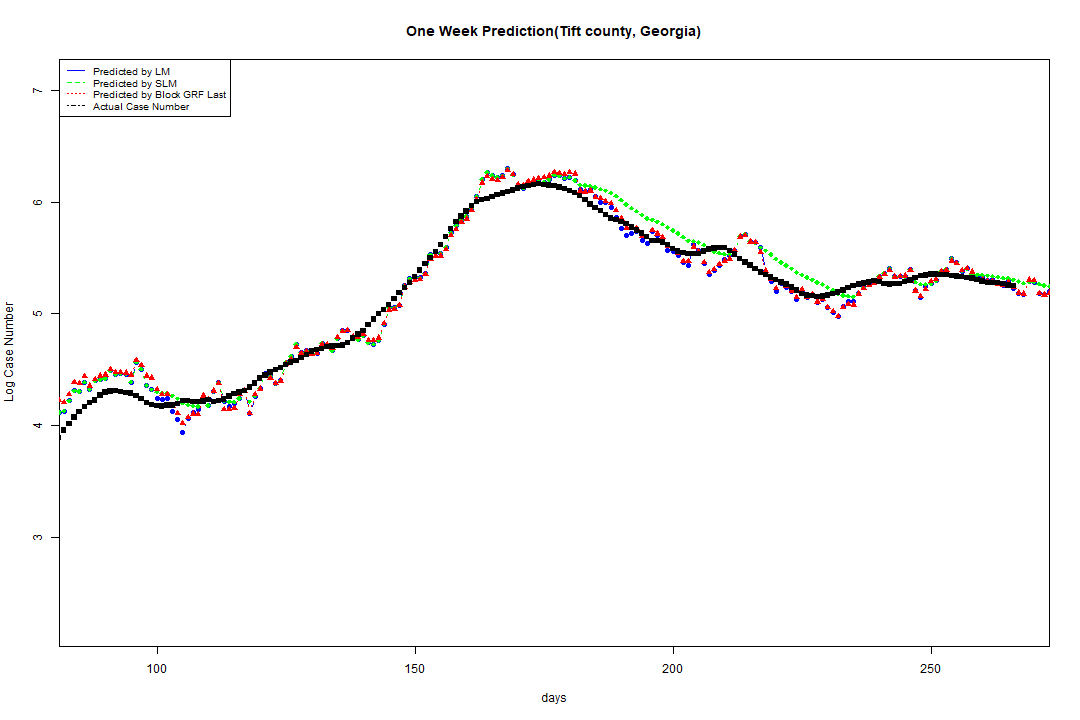 One Week Prediction(Tift county, Georgia)
Predicted by LM
Predicted by SLM
Predicted by Block GRF Last
Actual Case Number
7
6
5
4
3
Log Case Number
100 150 200 250
days